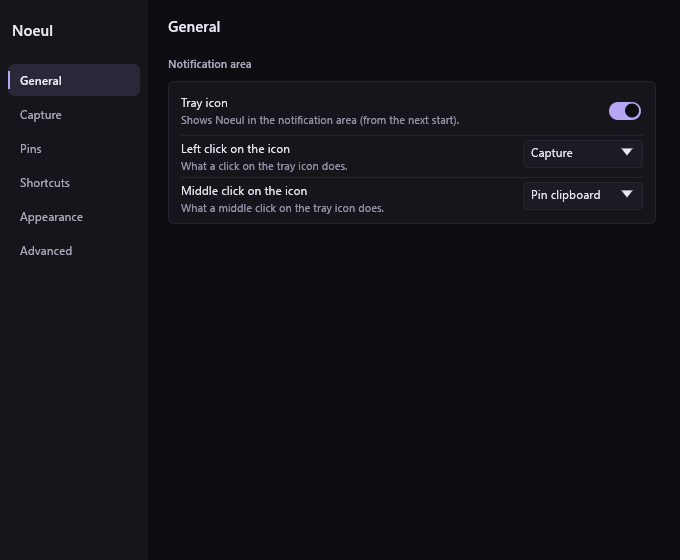 Noeul
General
Capture
Pins
Shortcuts
Appearance
Advanced
General
Notification area
Tray icon
Shows Noeul in the notification area (from the next start).
Left click on the icon
What a click on the tray icon does.
Capture
Middle click on the icon
What a middle click on the tray icon does.
Pin clipboard